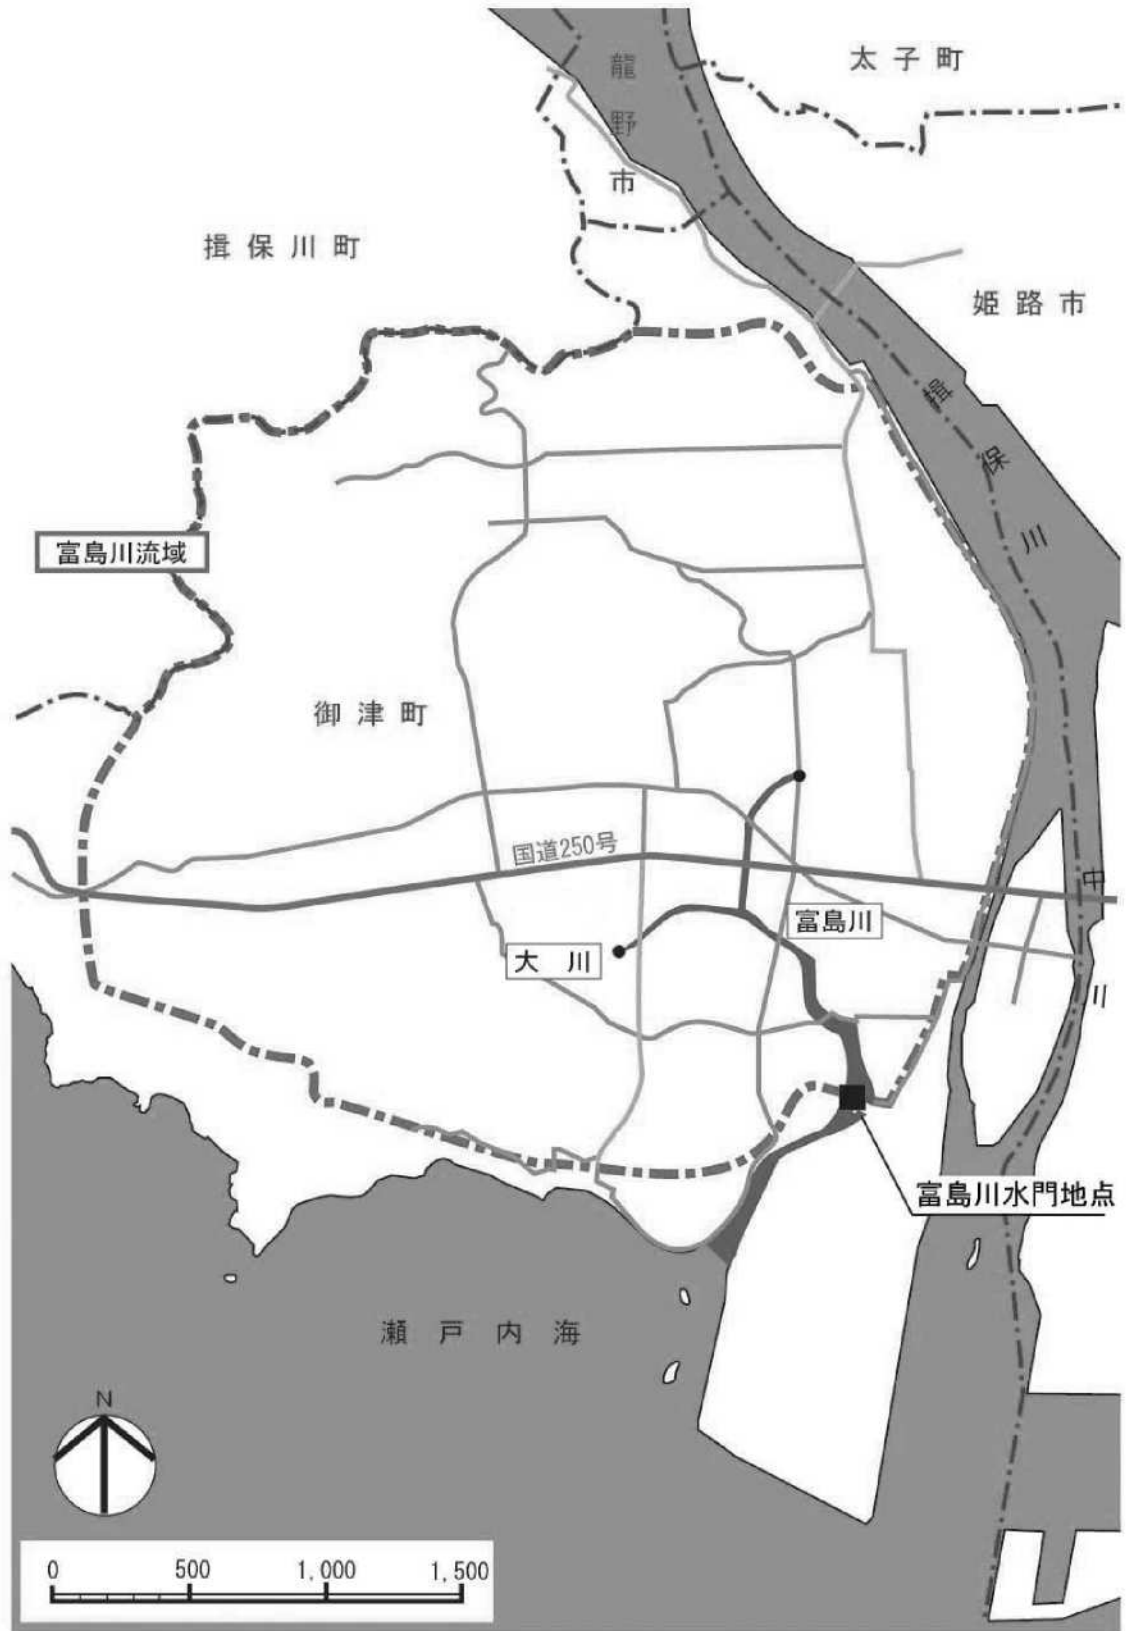 太子町
龍野市
揖保川町
姫路市
揖保川
富島川流域
御津町
国道250号
中川
富島川
大川
富島川水門地点
瀬戸内海
N
0 500 1,000 1,500